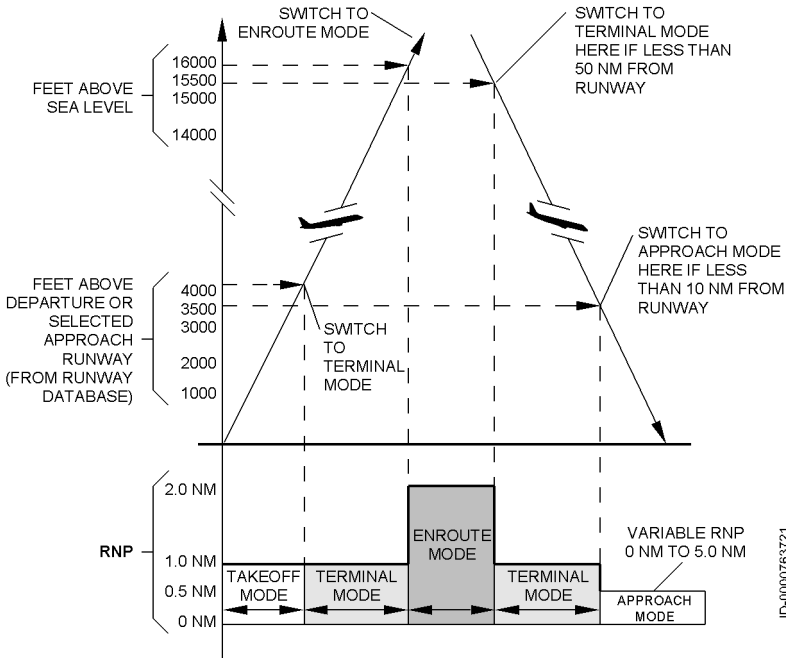 SWITCH TO
ENROUTE MODE
SWITCH TO
TERMINAL MODE
HERE IF LESS THAN
50 NM FROM
RUNWAY
FEET ABOVE
SEA LEVEL
16000
15500
15000
14000
SWITCH TO
APPROACH MODE
HERE IF LESS
THAN 10 NM FROM
RUNWAY
FEET ABOVE
DEPARTURE OR
SELECTED
APPROACH
RUNWAY
(FROM RUNWAY
DATABASE)
4000
3500
3000
2000
1000
SWITCH
TO
TERMINAL
MODE
RNP
2.0 NM
1.0 NM
0.5 NM
0 NM
TAKEOFF
MODE
TERMINAL
MODE
ENROUTE
MODE
TERMINAL
MODE
VARIABLE RNP
0 NM TO 5.0 NM
APPROACH
MODE
ID-0000763721